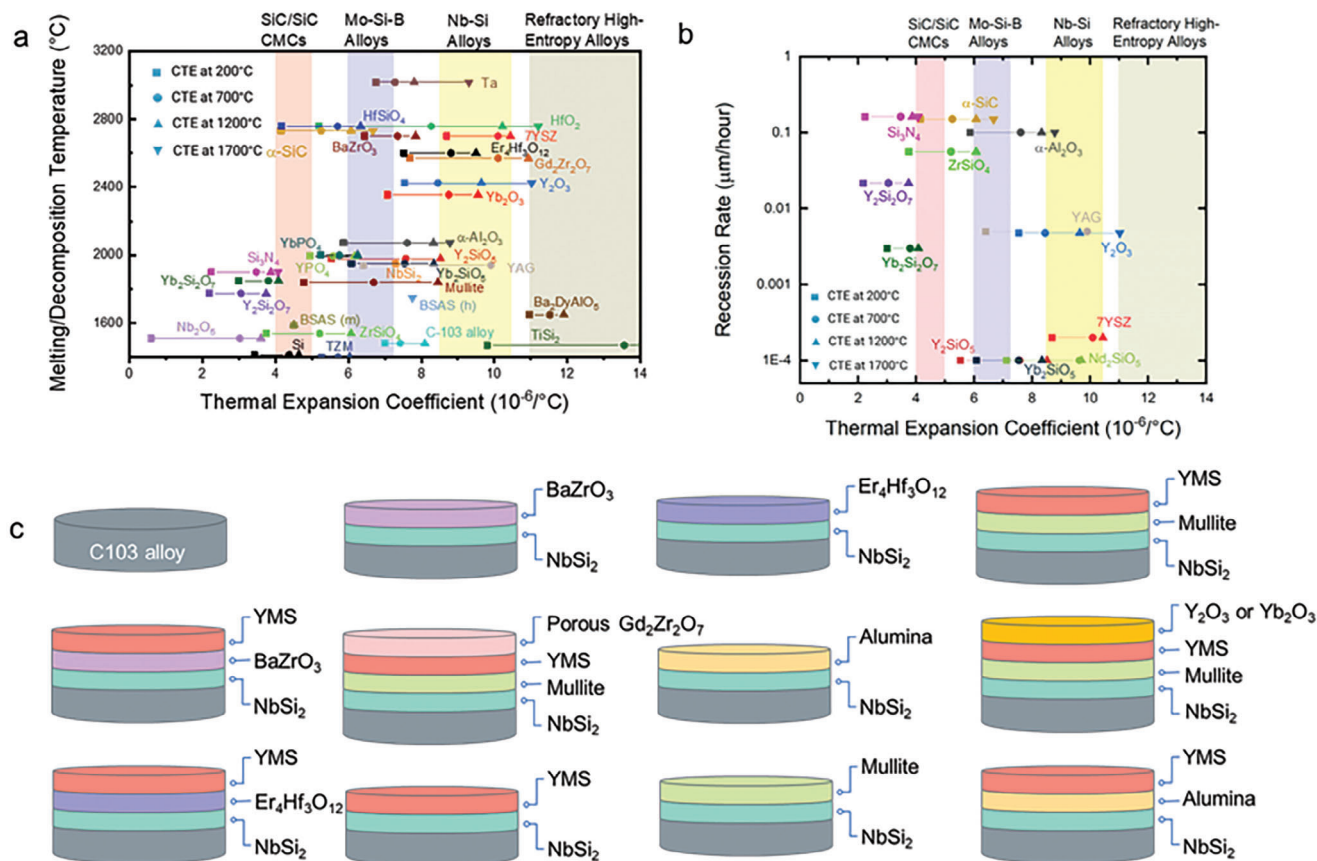 a
SiC/SiC
CMCs
Mo-Si-B
Alloys
Nb-Si
Alloys
Refractory High-
Entropy Alloys
Melting/Decomposition Temperature (°C)
3200
2800
2400
2000
1600
CTE at 200°C
CTE at 700°C
CTE at 1200°C
CTE at 1700°C
Ta
HfSiO₄
HfO₂
α-SiC
BaZrO₃
7YSZ
Er₄Hf₃O₁₂
Gd₂Zr₂O₇
Y₂O₃
Yb₂O₃
α-Al₂O₃
YbPO₄
Y₂SiO₅
Si₃N₄
YPO₄
NbSi₂
Yb₂SiO₅
YAG
Yb₂Si₂O₇
Mullite
Y₂Si₂O₇
BSAS (h)
Ba₂DyAlO₅
BSAS (m)
Nb₂O₅
ZrSiO₄
C-103 alloy
TiSi₂
Si
TZM
0 2 4 6 8 10 12 14
Thermal Expansion Coefficient (10⁻⁶/°C)
b
SiC/SiC
CMCs
Mo-Si-B
Alloys
Nb-Si
Alloys
Refractory High-
Entropy Alloys
Recession Rate (μm/hour)
1
0.1
0.01
0.001
1E-4
α-SiC
Si₃N₄
α-Al₂O₃
ZrSiO₄
Y₂Si₂O₇
YAG
Y₂O₃
Yb₂Si₂O₇
CTE at 200°C
CTE at 700°C
CTE at 1200°C
CTE at 1700°C
7YSZ
Y₂SiO₅
Yb₂SiO₅
Nd₂SiO₅
0 2 4 6 8 10 12 14
Thermal Expansion Coefficient (10⁻⁶/°C)
c
C103 alloy
BaZrO₃
NbSi₂
Er₄Hf₃O₁₂
NbSi₂
YMS
Mullite
NbSi₂
YMS
BaZrO₃
NbSi₂
Porous Gd₂Zr₂O₇
YMS
Mullite
NbSi₂
Alumina
NbSi₂
Y₂O₃ or Yb₂O₃
YMS
Mullite
NbSi₂
YMS
Er₄Hf₃O₁₂
NbSi₂
YMS
NbSi₂
Mullite
NbSi₂
YMS
Alumina
NbSi₂